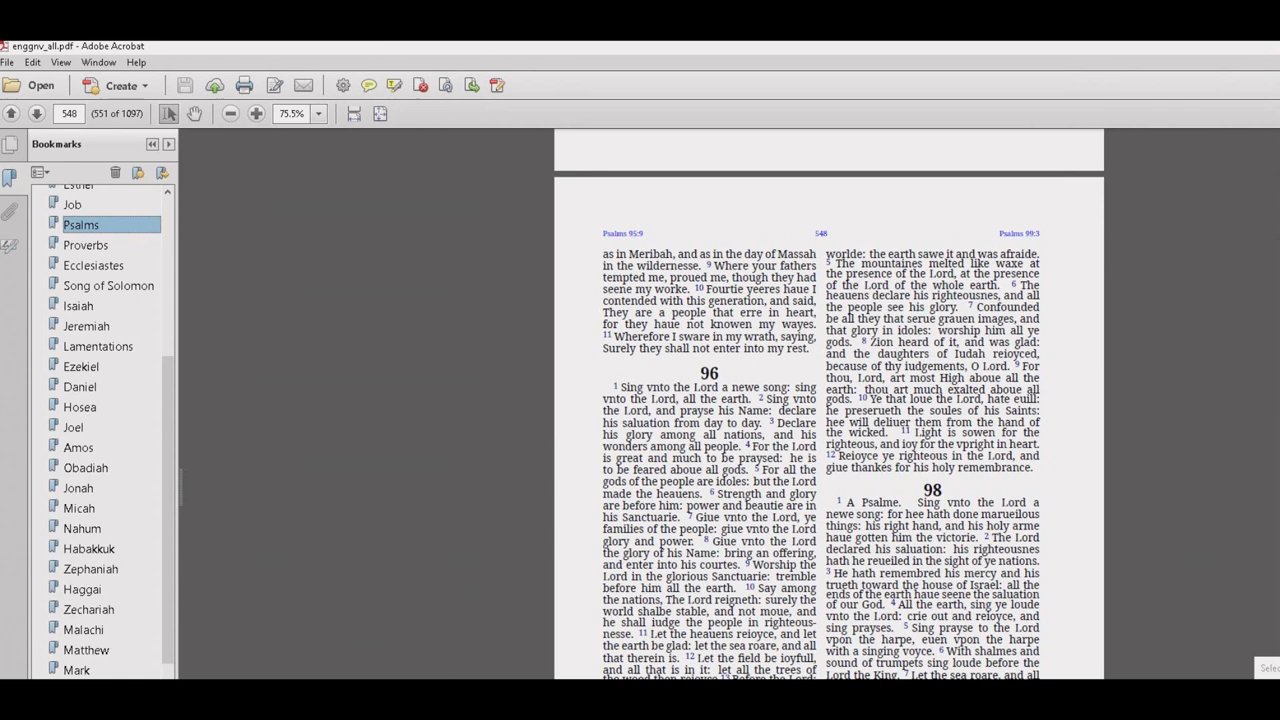 enggnv_all.pdf - Adobe Acrobat
File Edit View Window Help
Open Create
548 (551 of 1097) 75.5%
Bookmarks
Esther
Job
Psalms
Proverbs
Ecclesiastes
Song of Solomon
Isaiah
Jeremiah
Lamentations
Ezekiel
Daniel
Hosea
Joel
Amos
Obadiah
Jonah
Micah
Nahum
Habakkuk
Zephaniah
Haggai
Zechariah
Malachi
Matthew
Mark
Psalms 95:9 548 Psalms 99:3
as in Meribah, and as in the day of Massah
in the wildernesse. 9 Where your fathers
tempted me, proued me, though they had
seene my worke. 10 Fourtie yeeres haue I
contended with this generation, and said,
They are a people that erre in heart,
for they haue not knowen my wayes.
11 Wherefore I sware in my wrath, saying,
Surely they shall not enter into my rest.
96
1 Sing vnto the Lord a newe song: sing
vnto the Lord, all the earth. 2 Sing vnto
the Lord, and prayse his Name: declare
his saluation from day to day. 3 Declare
his glory among all nations, and his
wonders among all people. 4 For the Lord
is great and much to be praysed: he is
to be feared aboue all gods. 5 For all the
gods of the people are idoles: but the Lord
made the heauens. 6 Strength and glory
are before him: power and beautie are in
his Sanctuarie. 7 Giue vnto the Lord, ye
families of the people: giue vnto the Lord
glory and power. 8 Giue vnto the Lord
the glory of his Name: bring an offering,
and enter into his courtes. 9 Worship the
Lord in the glorious Sanctuarie: tremble
before him all the earth. 10 Say among
the nations, The Lord reigneth: surely the
world shalbe stable, and not moue, and
he shall iudge the people in righteous-
nesse. 11 Let the heauens reioyce, and let
the earth be glad: let the sea roare, and all
that therein is. 12 Let the field be ioyfull,
and all that is in it: let all the trees of
the wood then reioyce 13 Before the Lord:
worlde: the earth sawe it and was afraide.
5 The mountaines melted like waxe at
the presence of the Lord, at the presence
of the Lord of the whole earth. 6 The
heauens declare his righteousnes, and all
the people see his glory. 7 Confounded
be all they that serue grauen images, and
that glory in idoles: worship him all ye
gods. 8 Zion heard of it, and was glad:
and the daughters of Iudah reioyced,
because of thy iudgements, O Lord. 9 For
thou, Lord, art most High aboue all the
earth: thou art much exalted aboue all
gods. 10 Ye that loue the Lord, hate euill:
he preserueth the soules of his Saints:
hee will deliuer them from the hand of
the wicked. 11 Light is sowen for the
righteous, and ioy for the vpright in heart.
12 Reioyce ye righteous in the Lord, and
giue thankes for his holy remembrance.
98
1 A Psalme. Sing vnto the Lord a
newe song: for hee hath done marueilous
things: his right hand, and his holy arme
haue gotten him the victorie. 2 The Lord
declared his saluation: his righteousnes
hath he reueiled in the sight of ye nations.
3 He hath remembred his mercy and his
trueth toward the house of Israel: all the
ends of the earth haue seene the saluation
of our God. 4 All the earth, sing ye loude
vnto the Lord: crie out and reioyce, and
sing prayses. 5 Sing prayse to the Lord
vpon the harpe, euen vpon the harpe
with a singing voyce. 6 With shalmes and
sound of trumpets sing loude before the
Lord the King. 7 Let the sea roare, and all
Selec